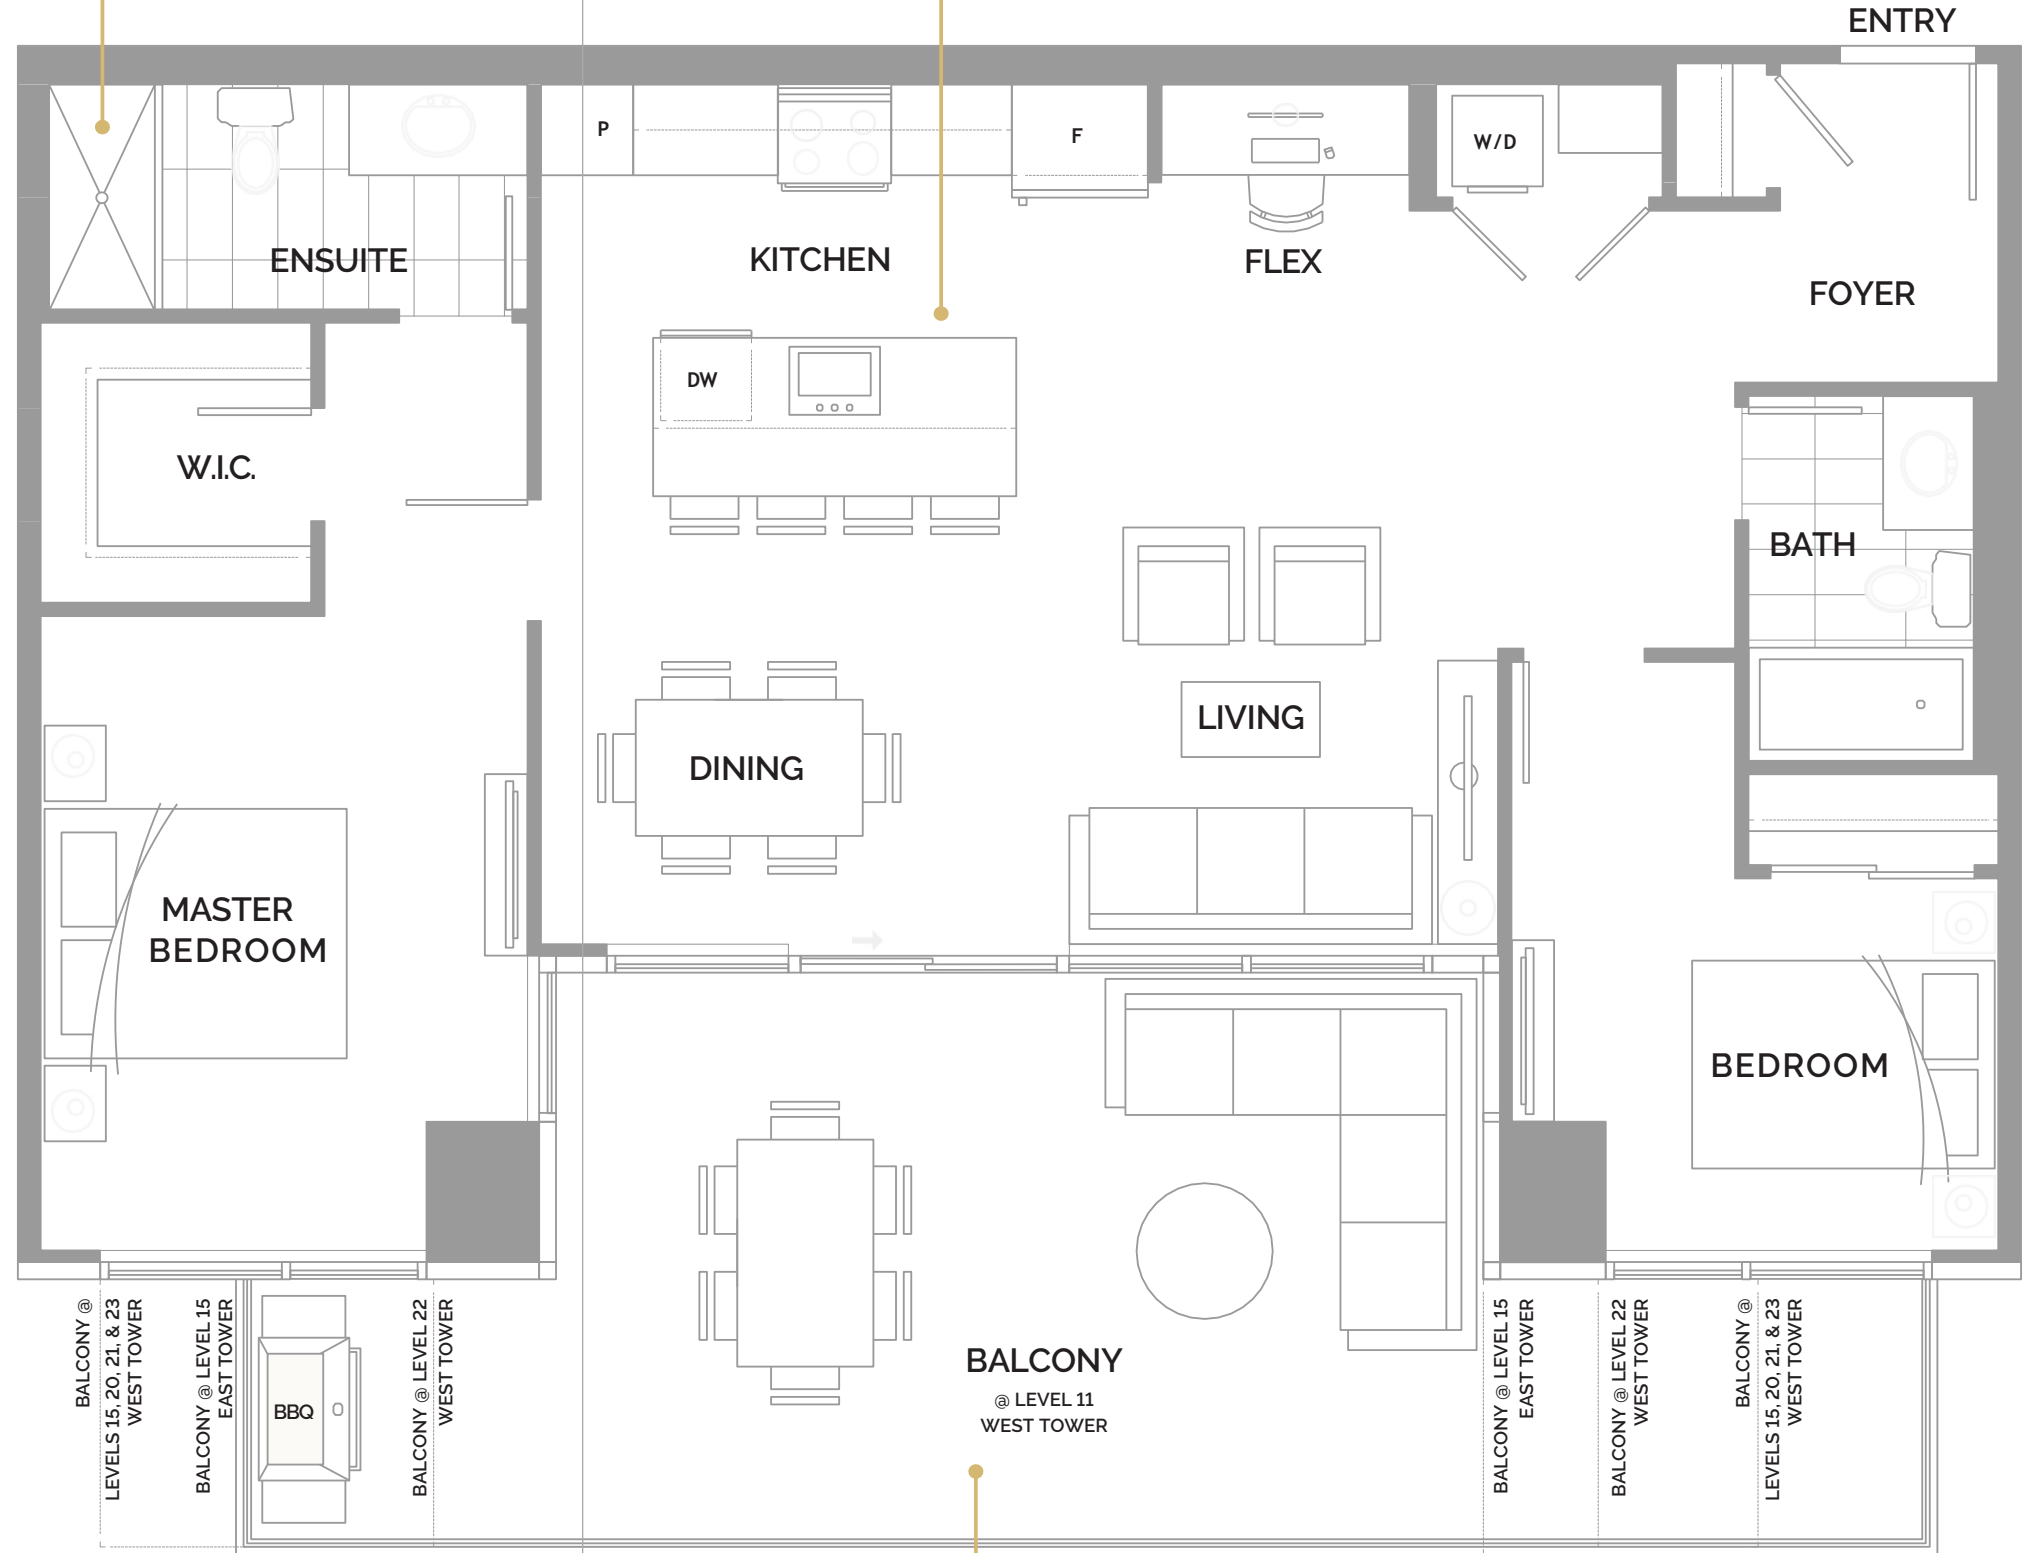 ENTRY
P
F
W/D
ENSUITE
KITCHEN
FLEX
FOYER
DW
W.I.C.
BATH
LIVING
DINING
MASTER
BEDROOM
BEDROOM
BALCONY @
LEVELS 15, 20, 21, & 23
WEST TOWER
BALCONY @ LEVEL 15
EAST TOWER
BBQ
BALCONY @ LEVEL 22
WEST TOWER
BALCONY
@ LEVEL 11
WEST TOWER
BALCONY @ LEVEL 15
EAST TOWER
BALCONY @ LEVEL 22
WEST TOWER
BALCONY @
LEVELS 15, 20, 21, & 23
WEST TOWER